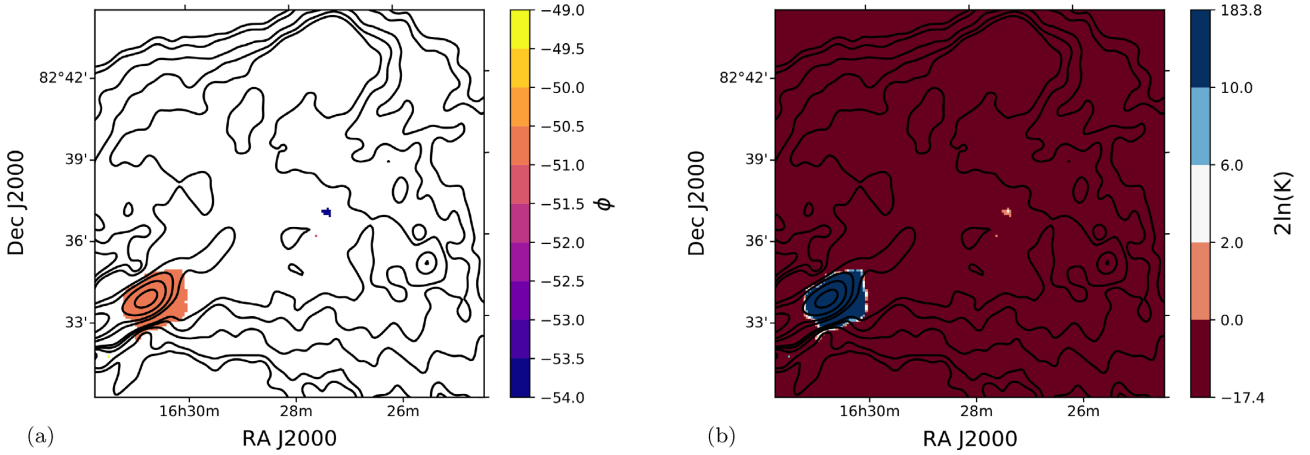 82°42'
39'
36'
33'
Dec J2000
16h30m
28m
26m
RA J2000
(a)
−49.0
−49.5
−50.0
−50.5
−51.0
−51.5
−52.0
−52.5
−53.0
−53.5
−54.0
ϕ
82°42'
39'
36'
33'
Dec J2000
16h30m
28m
26m
RA J2000
(b)
183.8
10.0
6.0
2.0
0.0
−17.4
2ln(K)